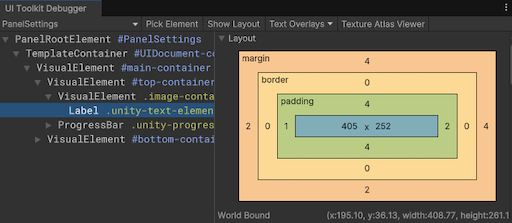 UI Toolkit Debugger
PanelSettings Pick Element Show Layout Text Overlays Texture Atlas Viewer
PanelRootElement #PanelSettings
TemplateContainer #UIDocument-co
VisualElement #main-container
VisualElement #top-container
VisualElement .image-conta
Label .unity-text-elemen
ProgressBar .unity-progres
VisualElement #bottom-contai
Layout
margin
4
border
0
padding
4
2 0 1 405 x 252 2 0 4
4
0
2
World Bound (x:195.10, y:36.13, width:408.77, height:261.1